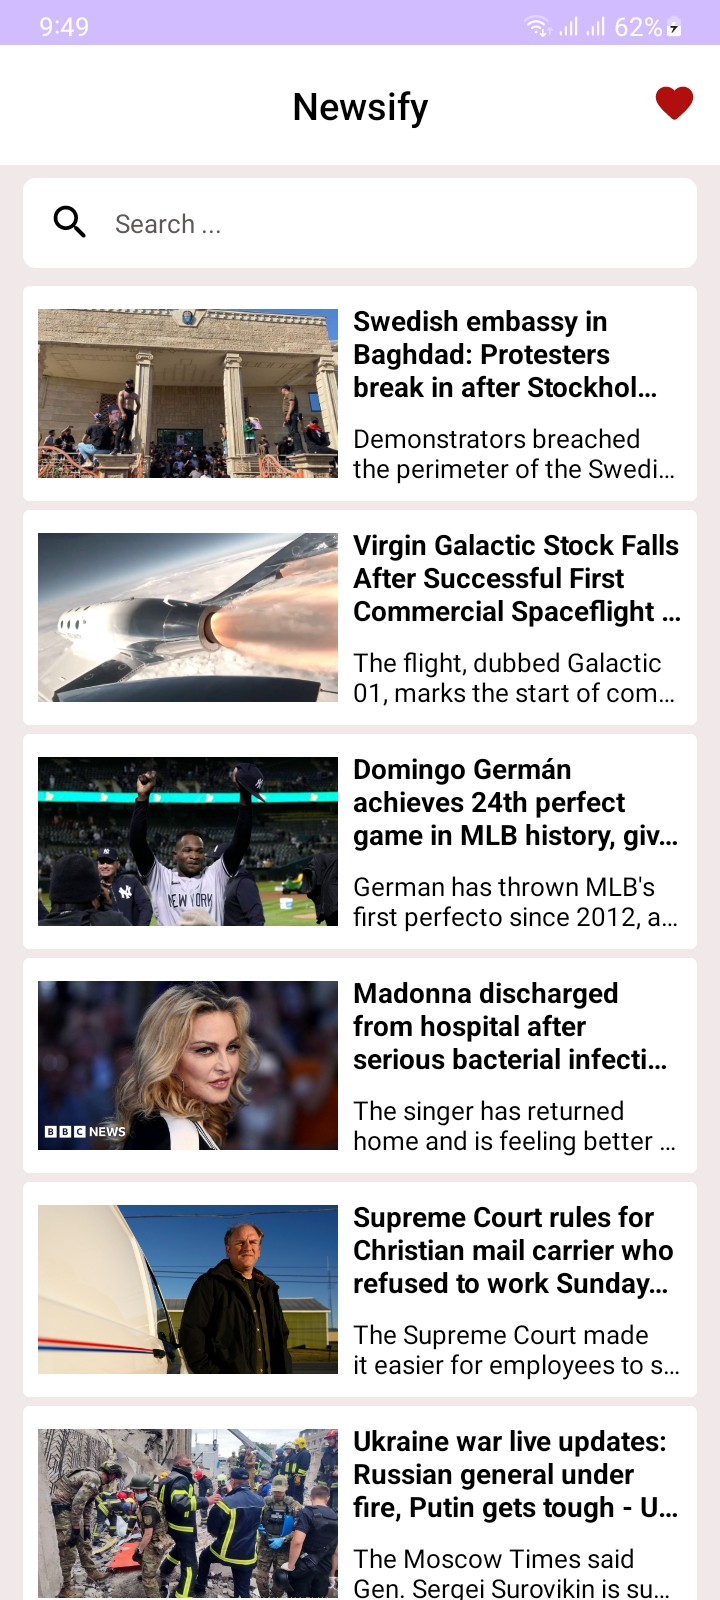 9:49
62%
Newsify
Search ...
Swedish embassy in
Baghdad: Protesters
break in after Stockhol...
Demonstrators breached
the perimeter of the Swedi...
Virgin Galactic Stock Falls
After Successful First
Commercial Spaceflight ...
The flight, dubbed Galactic
01, marks the start of com...
Domingo Germán
achieves 24th perfect
game in MLB history, giv...
German has thrown MLB's
first perfecto since 2012, a...
NEW YORK
Madonna discharged
from hospital after
serious bacterial infecti...
The singer has returned
home and is feeling better ...
BBC NEWS
Supreme Court rules for
Christian mail carrier who
refused to work Sunday...
The Supreme Court made
it easier for employees to s...
Ukraine war live updates:
Russian general under
fire, Putin gets tough - U...
The Moscow Times said
Gen. Sergei Surovikin is su...